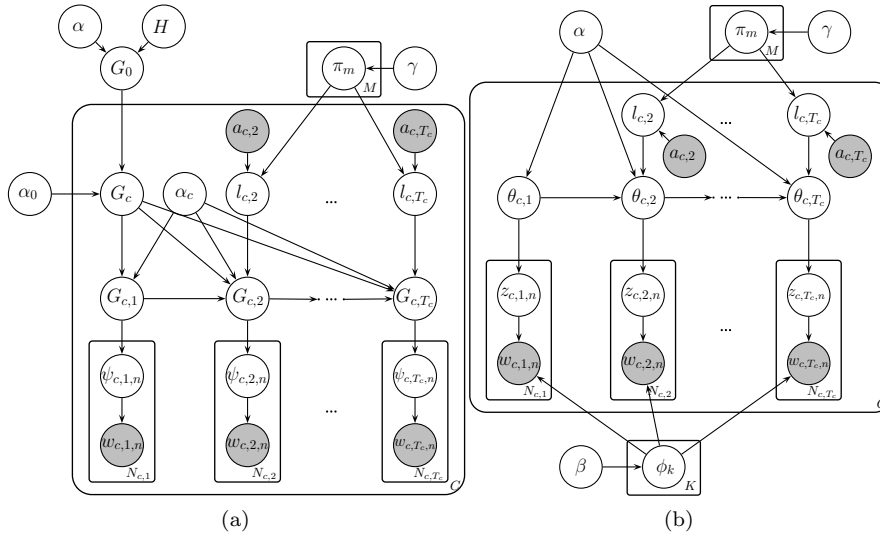 α H
G_0
π_m
M
γ
a_{c,2} a_{c,T_c}
α_0 G_c α_c l_{c,2} ... l_{c,T_c}
G_{c,1} G_{c,2} ... ... G_{c,T_c}
ψ_{c,1,n} ψ_{c,2,n} ... ψ_{c,T_c,n}
w_{c,1,n} w_{c,2,n} w_{c,T_c,n}
N_{c,1} N_{c,2} N_{c,T_c}
C
(a)
α π_m γ
M
l_{c,2} ... l_{c,T_c}
a_{c,2} a_{c,T_c}
θ_{c,1} θ_{c,2} ... ... θ_{c,T_c}
z_{c,1,n} z_{c,2,n} z_{c,T_c,n}
...
w_{c,1,n} w_{c,2,n} w_{c,T_c,n}
N_{c,1} N_{c,2} N_{c,T_c}
β φ_k
K
(b)